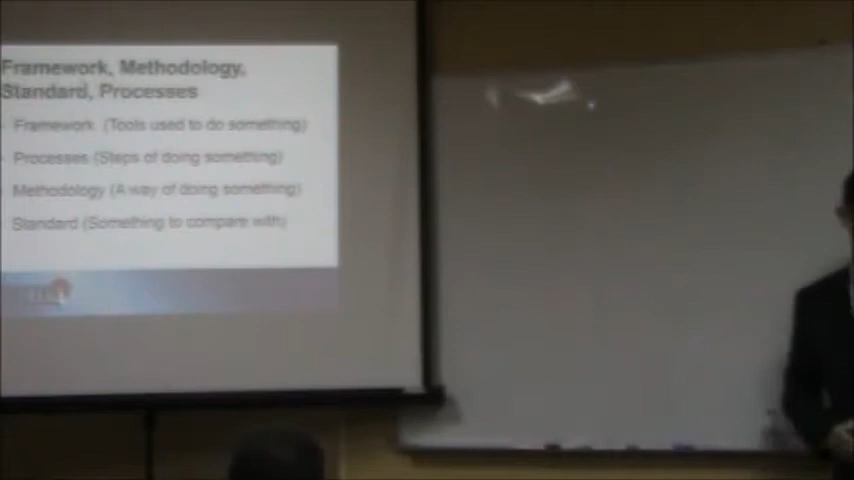 Framework, Methodology,
Standard, Processes
Framework (Tools used to do something)
Processes (Steps of doing something)
Methodology (A way of doing something)
Standard (Something to compare with)